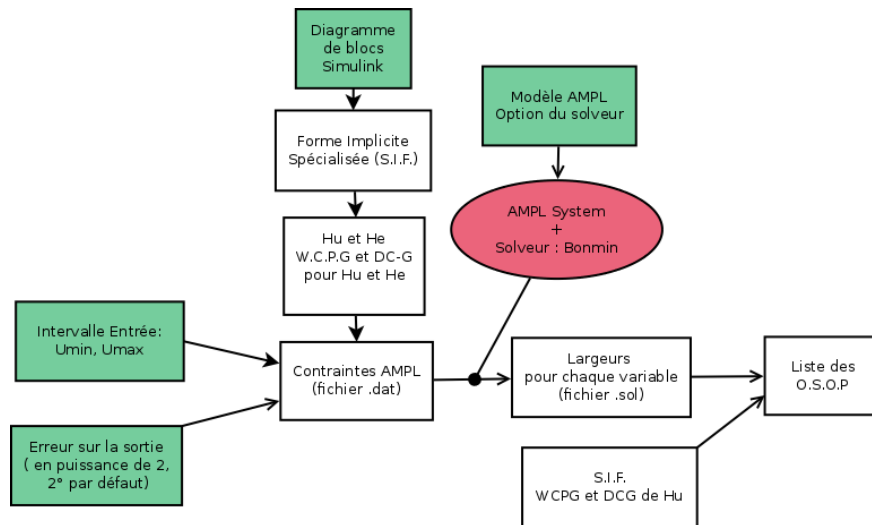 Diagramme
de blocs
Simulink
Modèle AMPL
Option du solveur
Forme Implicite
Spécialisée (S.I.F.)
AMPL System
+
Solveur : Bonmin
Hu et He
W.C.P.G et DC-G
pour Hu et He
Intervalle Entrée:
Umin, Umax
Contraintes AMPL
(fichier .dat)
Largeurs
pour chaque variable
(fichier .sol)
Liste des
O.S.O.P
Erreur sur la sortie
( en puissance de 2,
2° par défaut)
S.I.F.
WCPG et DCG de Hu